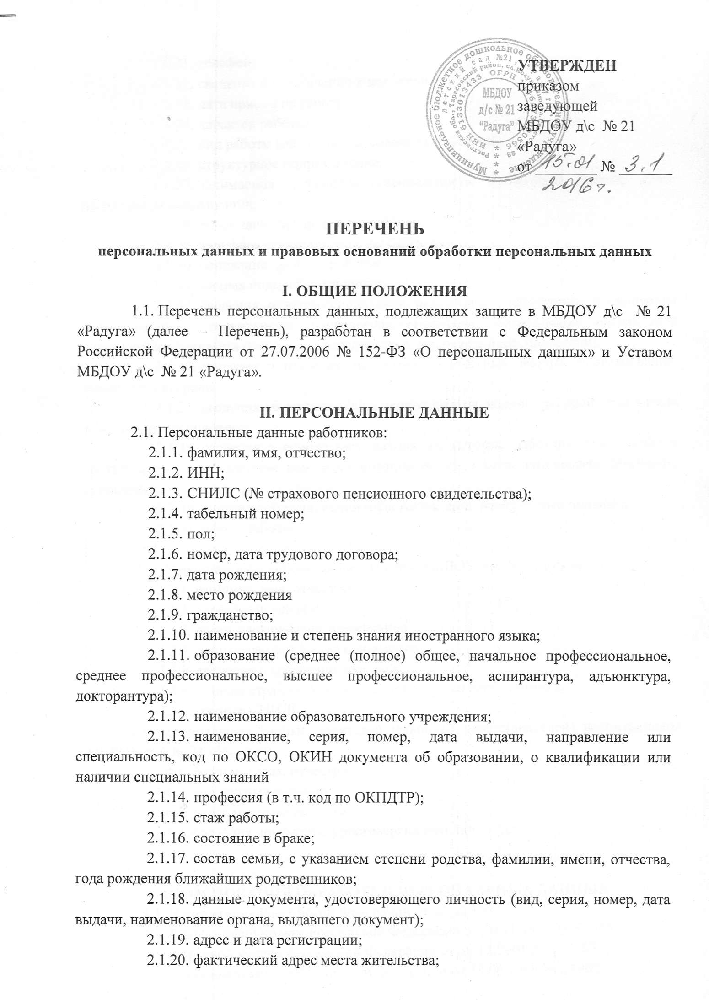 УТВЕРЖДЕН
приказом
заведующей
МБДОУ д\с № 21
«Радуга»
от 15.01 № 3.1
2016 г.
Муниципальное бюджетное дошкольное образовательное учреждение
детский сад №21 "Радуга"
ИНН 6133013433 ОГРН
МБДОУ
д/с № 21
"Радуга"
ПЕРЕЧЕНЬ
персональных данных и правовых оснований обработки персональных данных
I. ОБЩИЕ ПОЛОЖЕНИЯ
1.1. Перечень персональных данных, подлежащих защите в МБДОУ д\с № 21
«Радуга» (далее – Перечень), разработан в соответствии с Федеральным законом
Российской Федерации от 27.07.2006 № 152-ФЗ «О персональных данных» и Уставом
МБДОУ д\с № 21 «Радуга».
II. ПЕРСОНАЛЬНЫЕ ДАННЫЕ
2.1. Персональные данные работников:
2.1.1. фамилия, имя, отчество;
2.1.2. ИНН;
2.1.3. СНИЛС (№ страхового пенсионного свидетельства);
2.1.4. табельный номер;
2.1.5. пол;
2.1.6. номер, дата трудового договора;
2.1.7. дата рождения;
2.1.8. место рождения
2.1.9. гражданство;
2.1.10. наименование и степень знания иностранного языка;
2.1.11. образование (среднее (полное) общее, начальное профессиональное,
среднее профессиональное, высшее профессиональное, аспирантура, адъюнктура,
докторантура);
2.1.12. наименование образовательного учреждения;
2.1.13. наименование, серия, номер, дата выдачи, направление или
специальность, код по ОКСО, ОКИН документа об образовании, о квалификации или
наличии специальных знаний
2.1.14. профессия (в т.ч. код по ОКПДТР);
2.1.15. стаж работы;
2.1.16. состояние в браке;
2.1.17. состав семьи, с указанием степени родства, фамилии, имени, отчества,
года рождения ближайших родственников;
2.1.18. данные документа, удостоверяющего личность (вид, серия, номер, дата
выдачи, наименование органа, выдавшего документ);
2.1.19. адрес и дата регистрации;
2.1.20. фактический адрес места жительства;